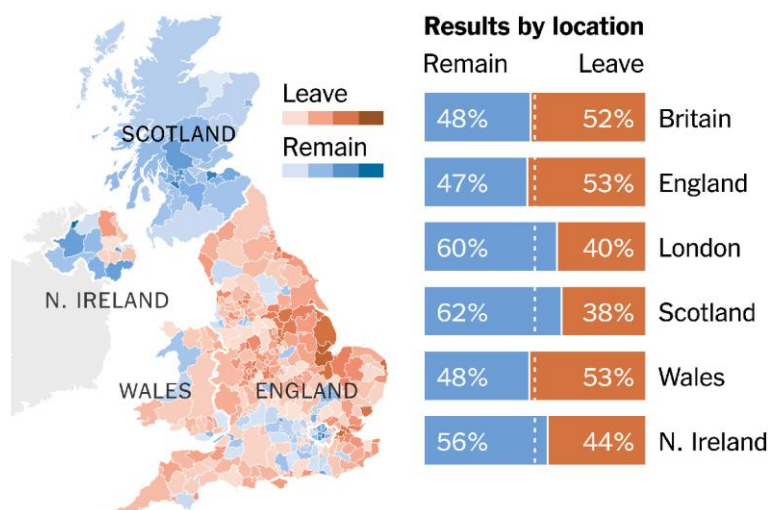 Results by location
Remain Leave
Leave
Remain
SCOTLAND
N. IRELAND
WALES
ENGLAND
48% 52% Britain
47% 53% England
60% 40% London
62% 38% Scotland
48% 53% Wales
56% 44% N. Ireland